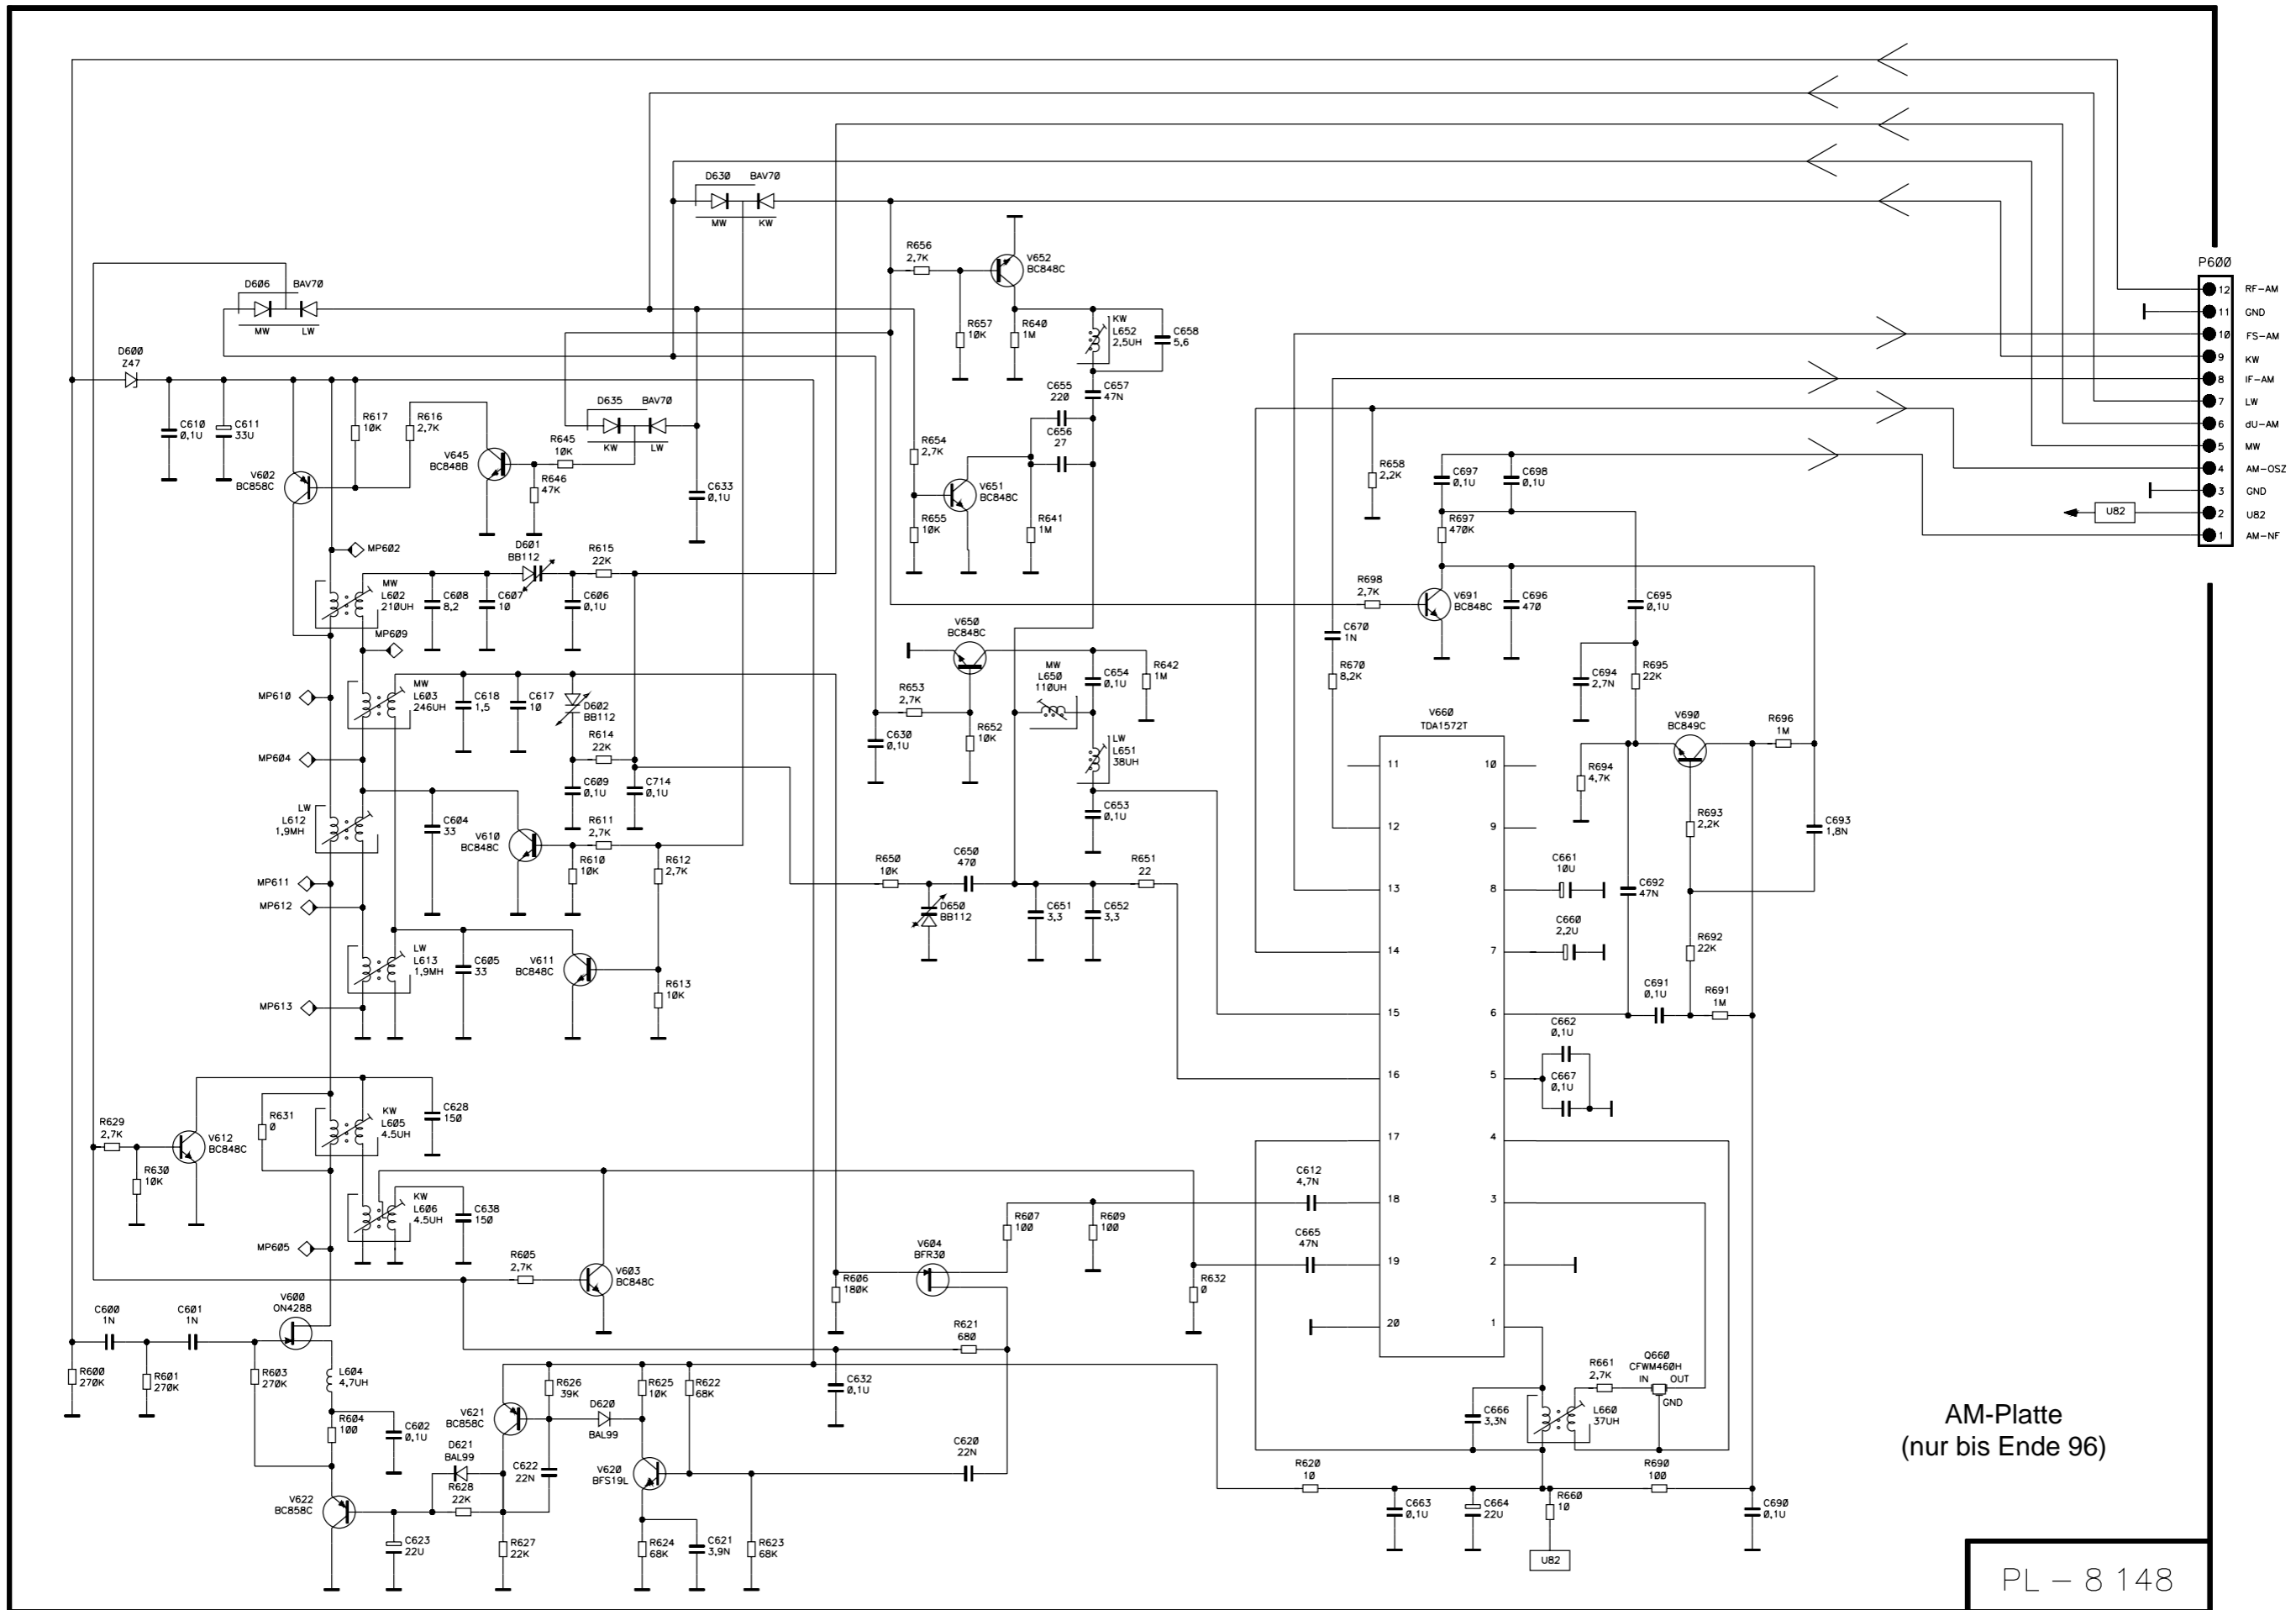 D630 BAV70
MW KW
P600
12 RF-AM
11 GND
10 FS-AM
9 KW
8 IF-AM
7 LW
6 dU-AM
5 MW
4 AM-OSZ
3 GND
2 U82
1 AM-NF
U82
D606 BAV70
MW LW
D600
Z47
C610
0,1U
C611
33U
R617
10K
R616
2,7K
V602
BC858C
V645
BC848B
R645
10K
R646
47K
D635 BAV70
KW LW
C633
0,1U
R656
2,7K
V652
BC848C
R657
10K
R640
1M
KW
L652
2,5UH
C658
5,6
C655
220
C657
47N
C656
27
R654
2,7K
V651
BC848C
R655
10K
R641
1M
R658
2,2K
C697
0,1U
C698
0,1U
R697
470K
MP602
D601
BB112
R615
22K
MW
L602
210UH
C608
8,2
C607
10
C606
0,1U
MP609
R698
2,7K
V691
BC848C
C696
470
C695
0,1U
C670
1N
R670
8,2K
V650
BC848C
MW
L650
110UH
C654
0,1U
R642
1M
R653
2,7K
R652
10K
C630
0,1U
LW
L651
38UH
C653
0,1U
C694
2,7N
R695
22K
V690
BC849C
R696
1M
R694
4,7K
R693
2,2K
C693
1,8N
MP610
MW
L603
246UH
C618
1,5
C617
10
D602
BB112
R614
22K
MP604
C609
0,1U
C714
0,1U
LW
L612
1,9MH
C604
33
V610
BC848C
R611
2,7K
R610
10K
R612
2,7K
R650
10K
C650
470
R651
22
D650
BB112
C651
3,3
C652
3,3
MP611
MP612
LW
L613
1,9MH
C605
33
V611
BC848C
R613
10K
MP613
V660
TDA1572T
11 10
12 9
13 8
14 7
15 6
16 5
17 4
18 3
19 2
20 1
C661
10U
C660
2,2U
C692
47N
R692
22K
C691
0,1U
R691
1M
C662
0,1U
C667
0,1U
R629
2,7K
R630
10K
V612
BC848C
R631
0
KW
L605
4.5UH
C628
150
KW
L606
4.5UH
C638
150
MP605
R605
2,7K
V603
BC848C
R606
180K
V604
BFR30
R607
100
R609
100
C612
4,7N
C665
47N
R632
0
C600
1N
C601
1N
V600
ON4288
R600
270K
R601
270K
R603
270K
L604
4,7UH
R604
100
C602
0,1U
V622
BC858C
D621
BAL99
R628
22K
C623
22U
V621
BC858C
R626
39K
D620
BAL99
R625
10K
R622
68K
C622
22N
V620
BFS19L
R627
22K
R624
68K
C621
3,9N
R623
68K
C632
0,1U
R621
680
C620
22N
R620
10
C663
0,1U
C664
22U
C666
3,3N
L660
37UH
R661
2,7K
Q660
CFWM460H
IN OUT
GND
R660
10
U82
R690
100
C690
0,1U
AM-Platte
(nur bis Ende 96)
PL - 8 148